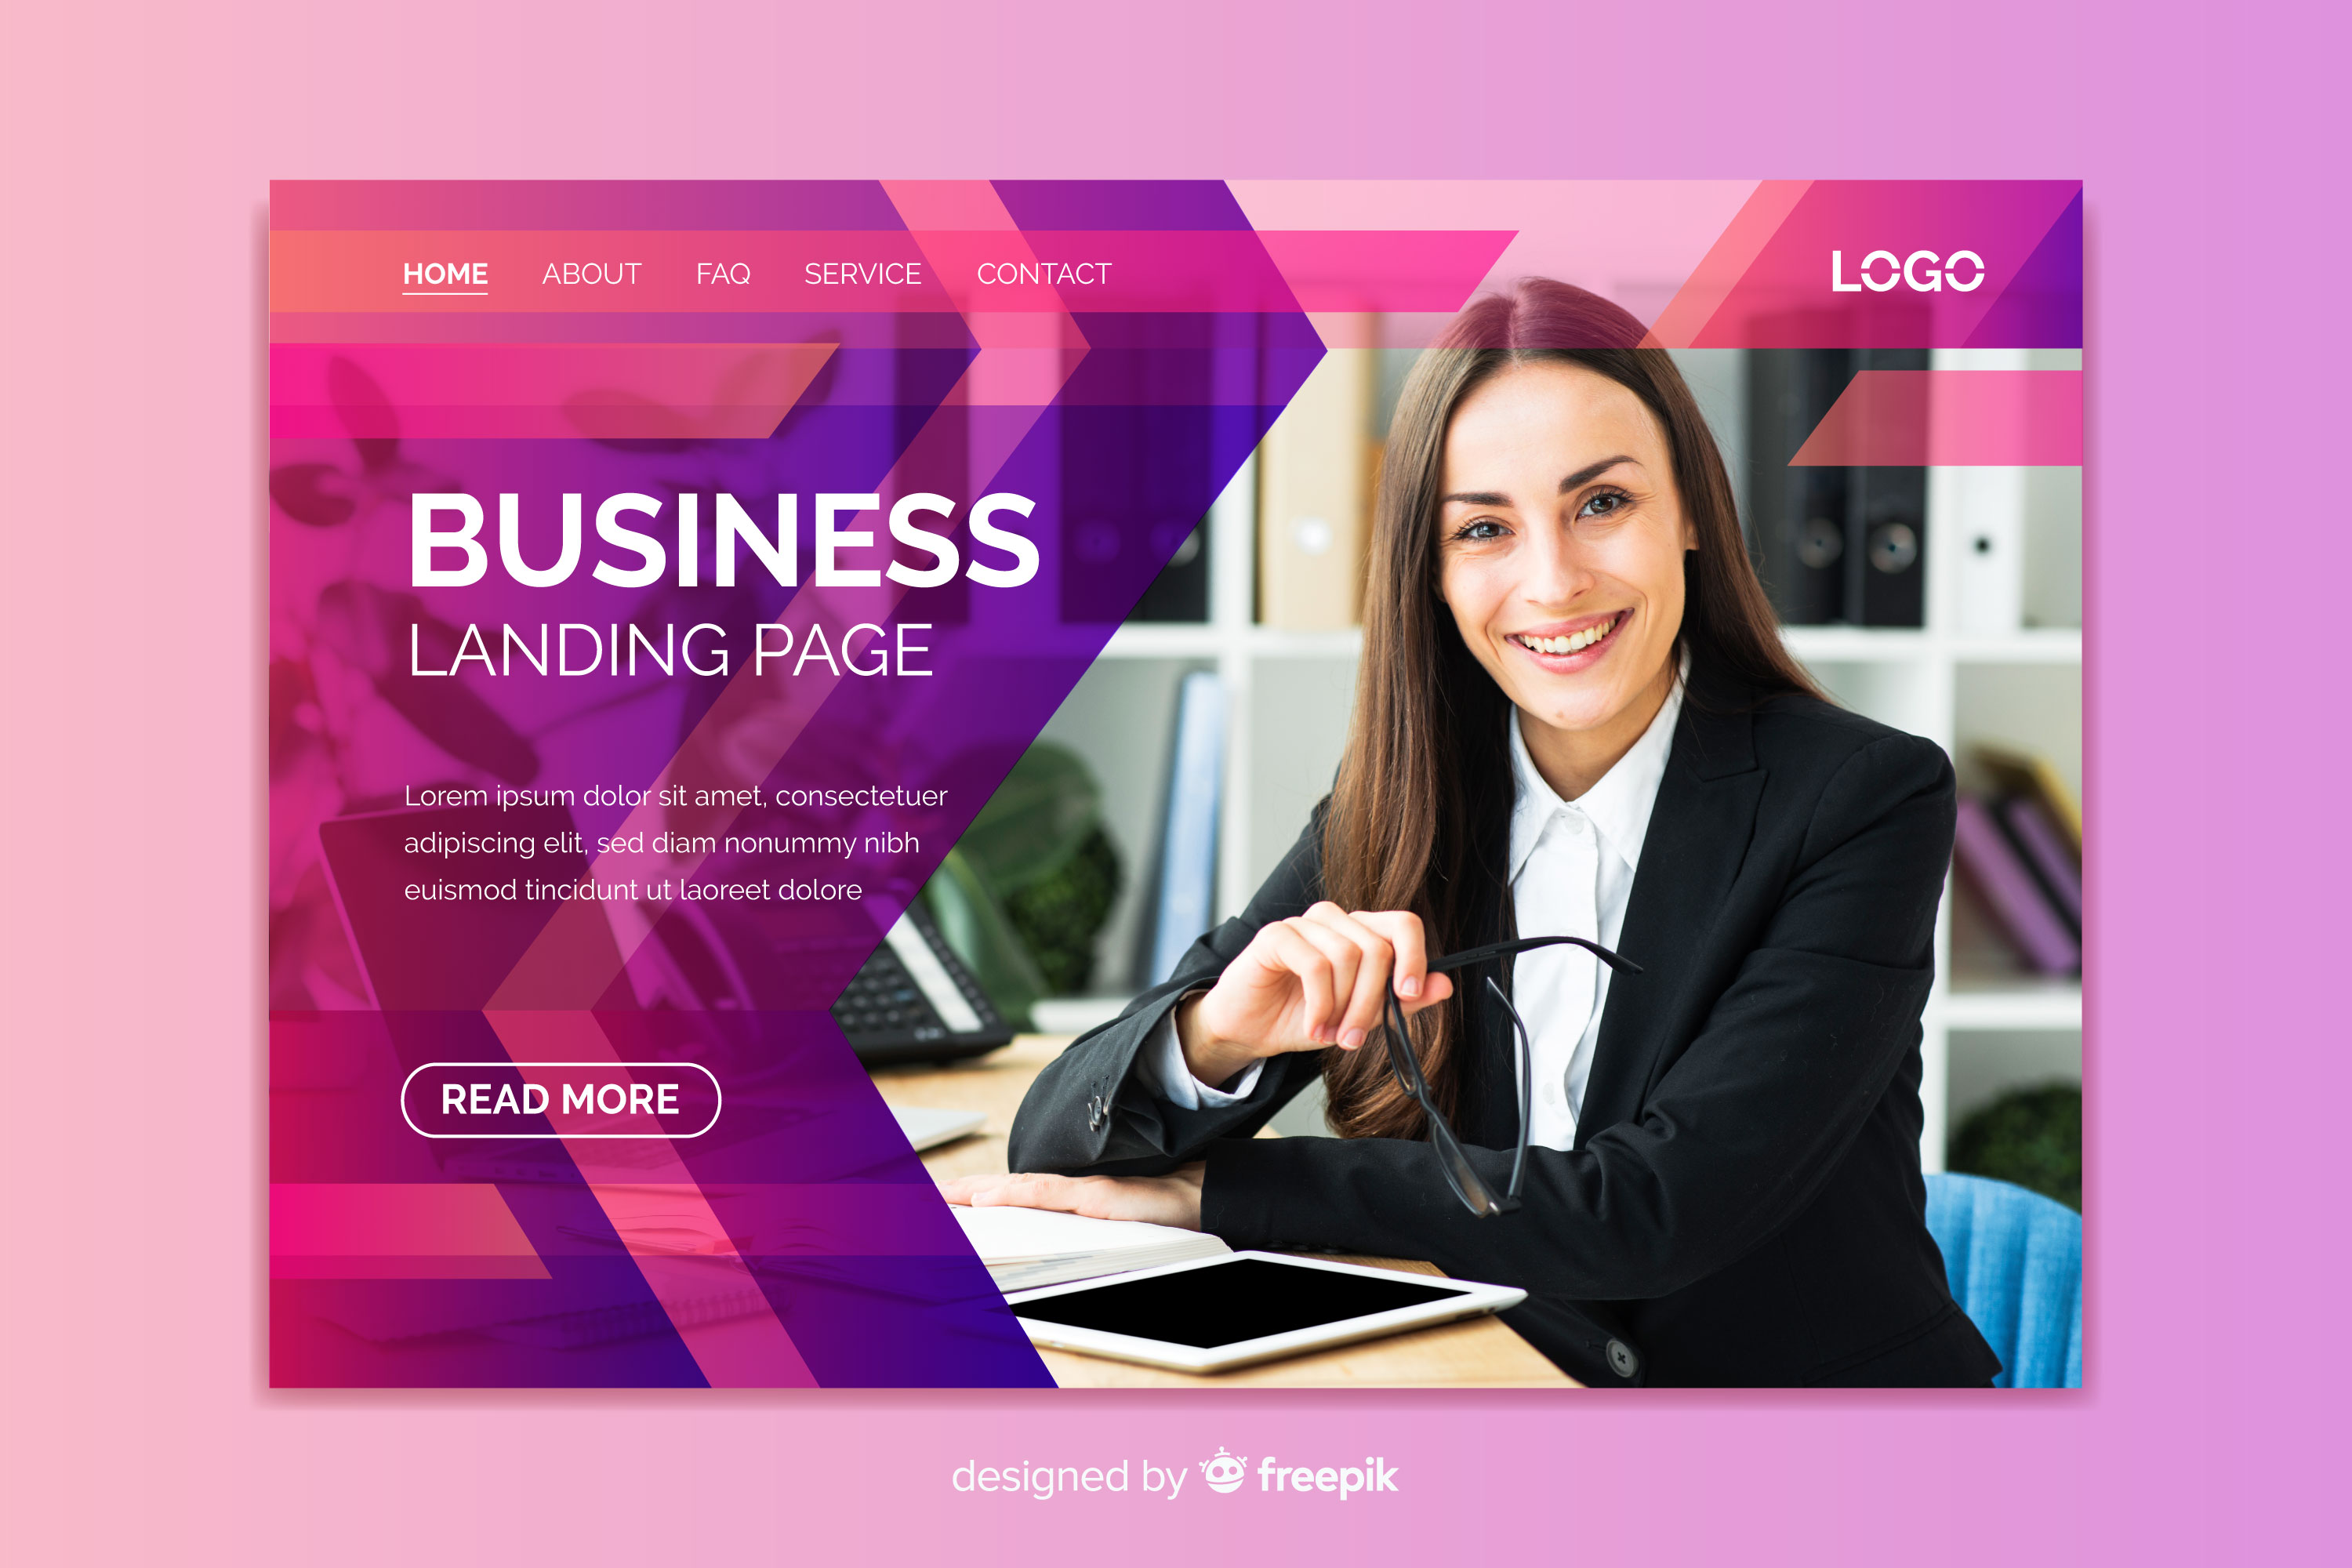 HOME ABOUT FAQ SERVICE CONTACT
LOGO
BUSINESS
LANDING PAGE
Lorem ipsum dolor sit amet, consectetuer
adipiscing elit, sed diam nonummy nibh
euismod tincidunt ut laoreet dolore
READ MORE
designed by freepik